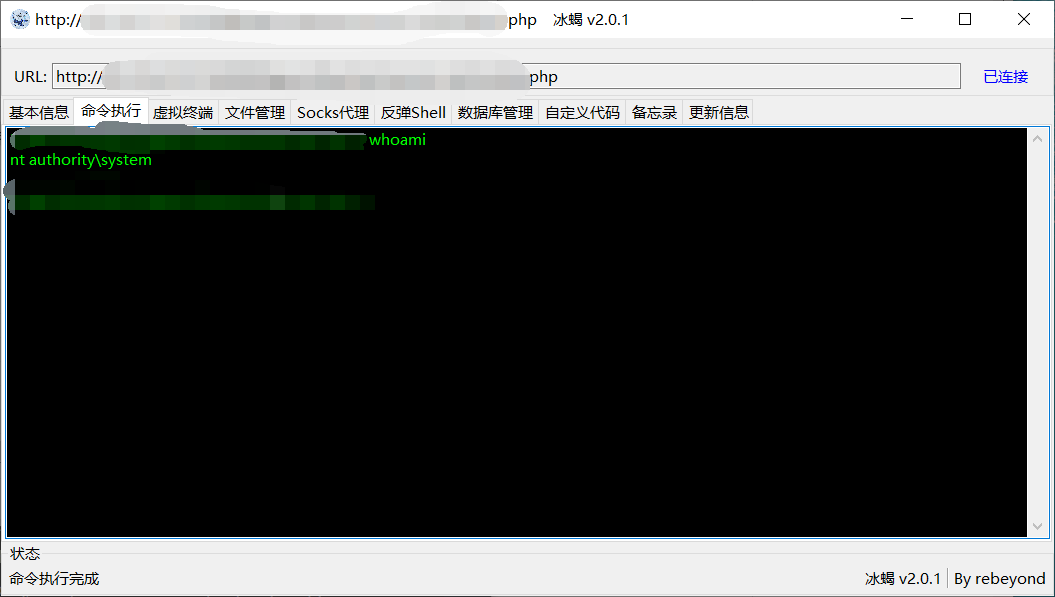 http:// php 冰蝎 v2.0.1
URL: http:// php 已连接
基本信息 命令执行 虚拟终端 文件管理 Socks代理 反弹Shell 数据库管理 自定义代码 备忘录 更新信息
whoami
nt authority\system
状态
命令执行完成 冰蝎 v2.0.1 By rebeyond